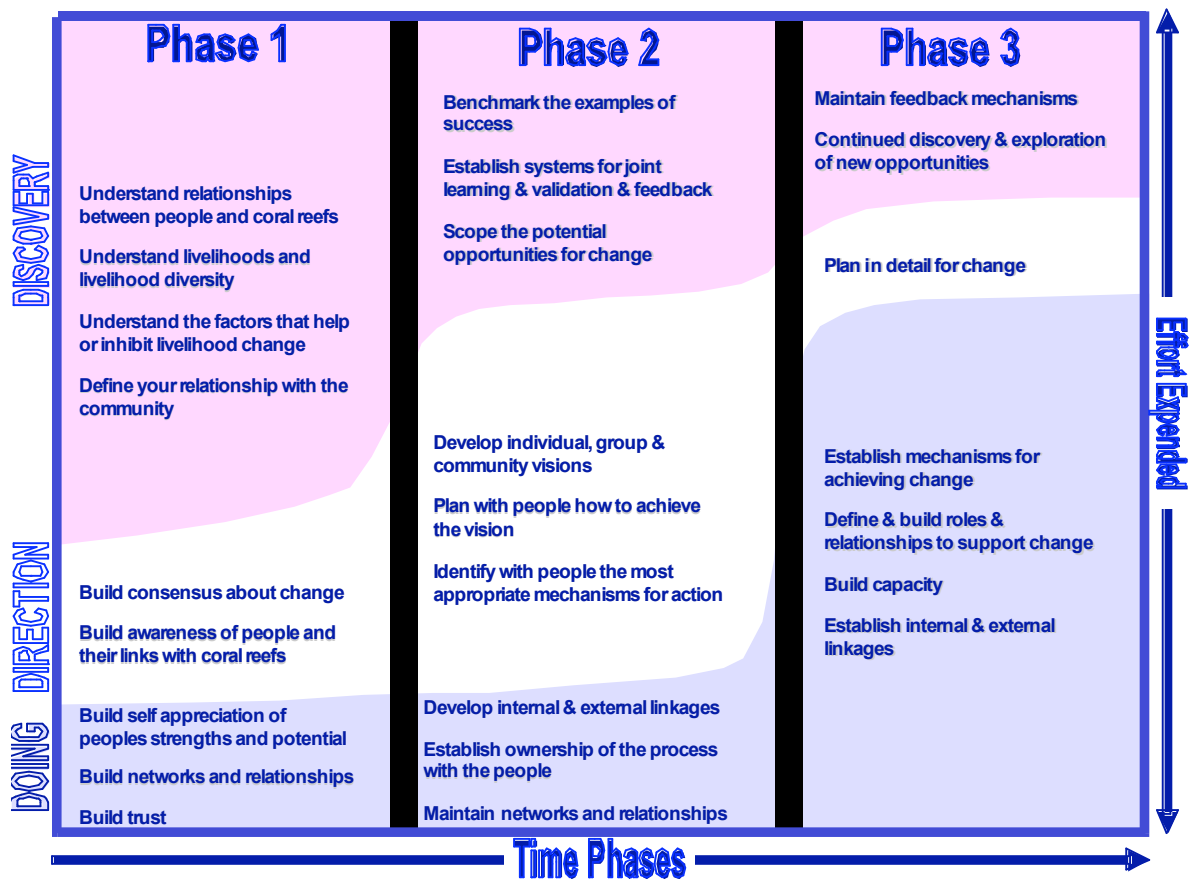 Phase 1
Phase 2
Phase 3
DISCOVERY
Understand relationships
between people and coral reefs
Understand livelihoods and
livelihood diversity
Understand the factors that help
or inhibit livelihood change
Define your relationship with the
community
Benchmark the examples of
success
Establish systems for joint
learning & validation & feedback
Scope the potential
opportunities for change
Maintain feedback mechanisms
Continued discovery & exploration
of new opportunities
DIRECTION
Build consensus about change
Build awareness of people and
their links with coral reefs
Develop individual, group &
community visions
Plan with people how to achieve
the vision
Identify with people the most
appropriate mechanisms for action
Plan in detail for change
DOING
Build self appreciation of
peoples strengths and potential
Build networks and relationships
Build trust
Develop internal & external linkages
Establish ownership of the process
with the people
Maintain networks and relationships
Establish mechanisms for
achieving change
Define & build roles &
relationships to support change
Build capacity
Establish internal & external
linkages
Effort Expended
Time Phases